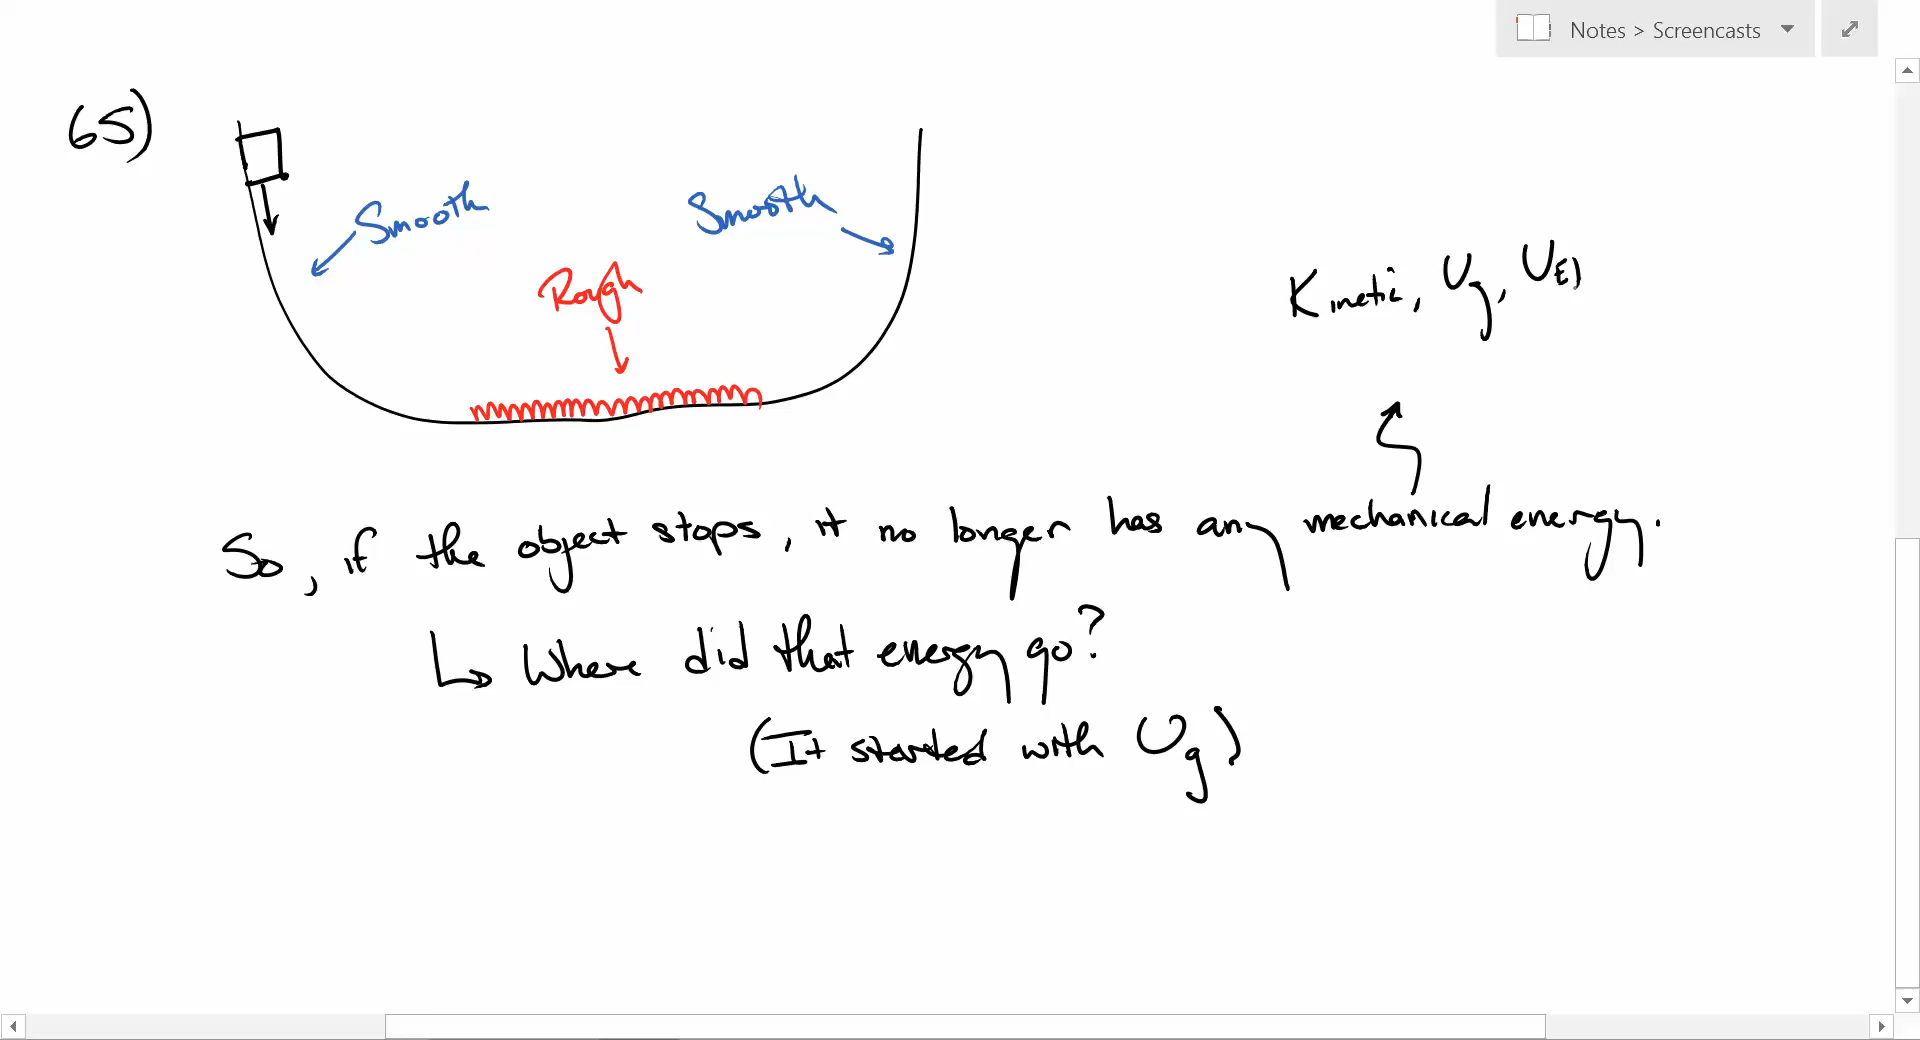 Notes > Screencasts
65)
Smooth
Smooth
Rough
Kinetic, Ug, UEl
So, if the object stops, it no longer has any mechanical energy.
Where did that energy go?
(It started with Ug)